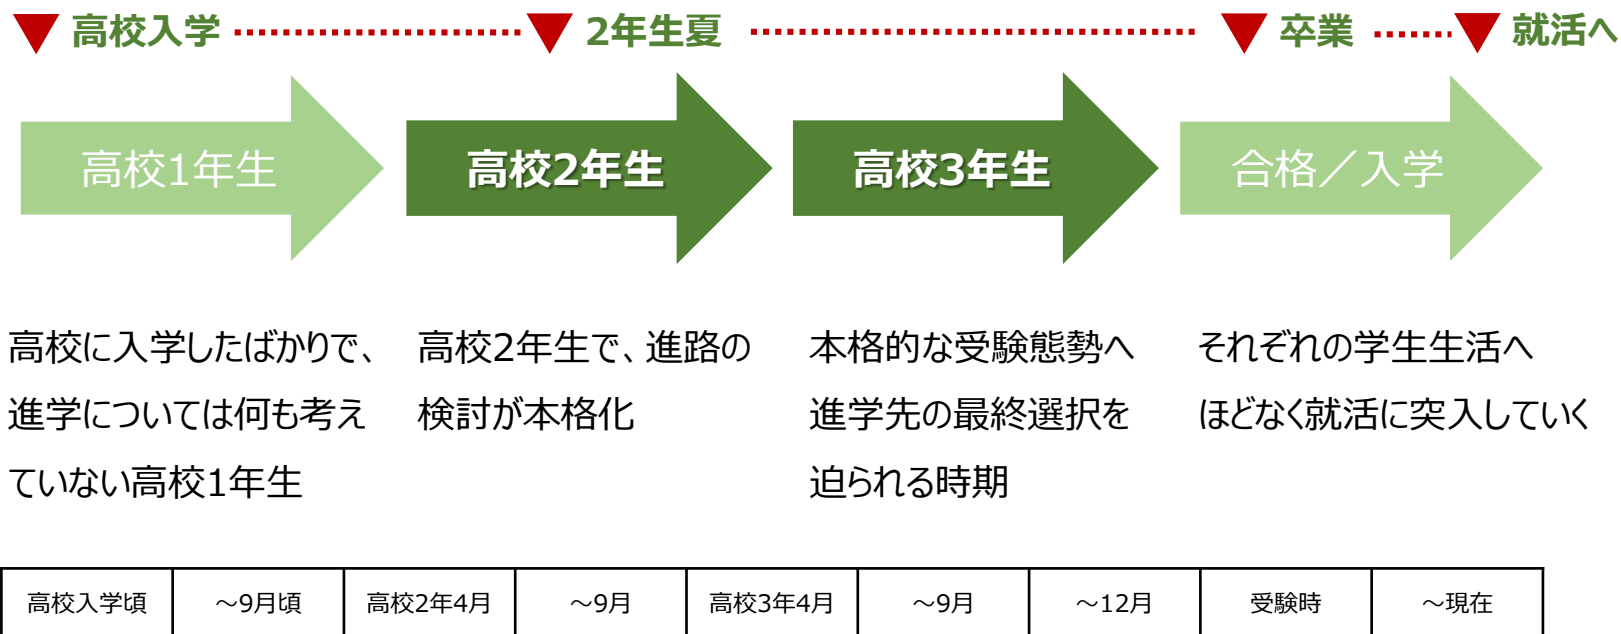 高校入学
2年生夏
卒業
就活へ
高校1年生
高校2年生
高校3年生
合格／入学
高校に入学したばかりで、
進学については何も考え
ていない高校1年生
高校2年生で、進路の
検討が本格化
本格的な受験態勢へ
進学先の最終選択を
迫られる時期
それぞれの学生生活へ
ほどなく就活に突入していく
高校入学頃
～9月頃
高校2年4月
～9月
高校3年4月
～9月
～12月
受験時
～現在